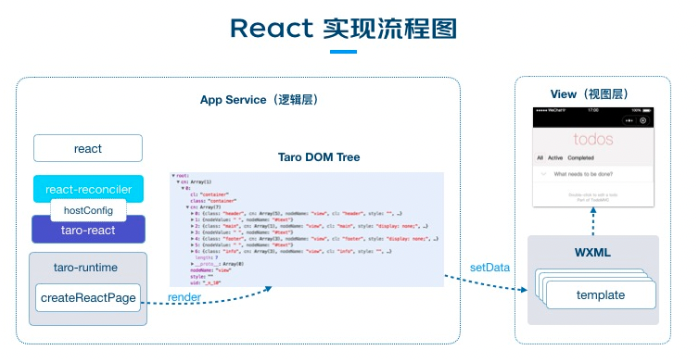 React 实现流程图
App Service（逻辑层）
react
react-reconciler
hostConfig
taro-react
taro-runtime
createReactPage
render
Taro DOM Tree
root:
cn: Array(1)
0:
cl: "container"
class: "container"
cn: Array(7)
0: {class: "header", cn: Array(5), nodeName: "view", cl: "header", style: "", …}
1: {nodeValue: " ", nodeName: "#text"}
2: {class: "main", cn: Array(1), nodeName: "view", cl: "main", style: "display: none;", …}
3: {nodeValue: " ", nodeName: "#text"}
4: {class: "footer", cn: Array(3), nodeName: "view", cl: "footer", style: "display: none;", …}
5: {nodeValue: " ", nodeName: "#text"}
6: {class: "info", cn: Array(2), nodeName: "view", cl: "info", style: "", …}
length: 7
__proto__: Array(0)
nodeName: "view"
style: ""
uid: "_n_10"
setData
View（视图层）
WeChat
todos
All Active Completed
What needs to be done?
Double-click to edit a todo
Part of TodoMVC
WXML
template